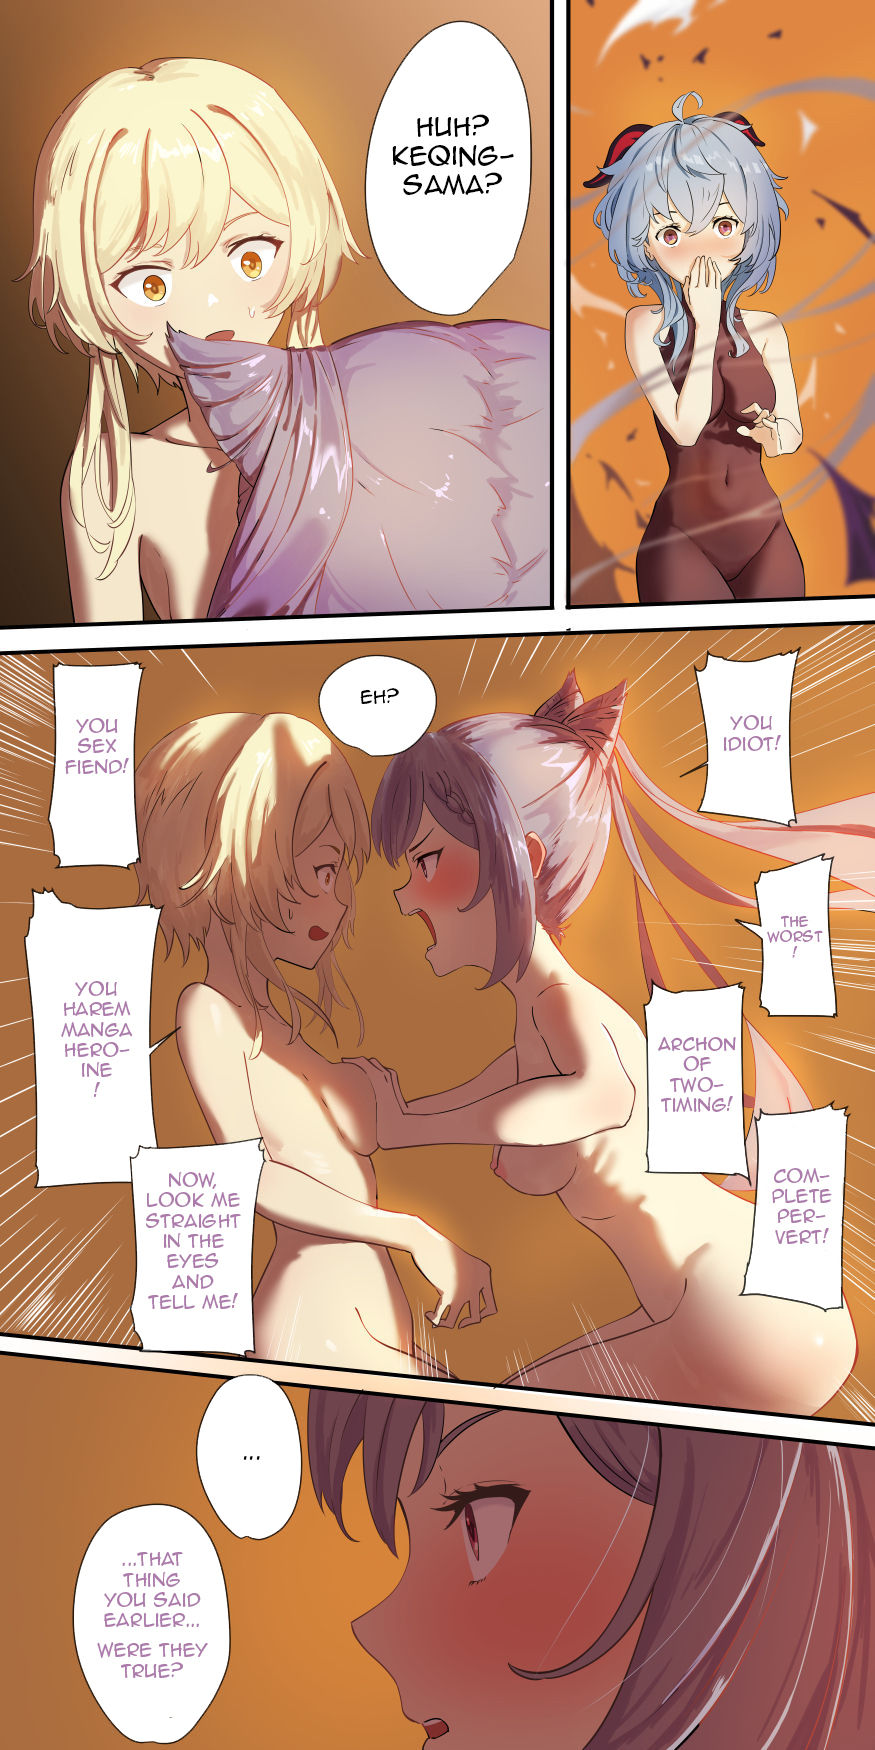 HUH?
KEQING-
SAMA?
EH?
YOU
IDIOT!
YOU
SEX
FIEND!
THE
WORST
!
YOU
HAREM
MANGA
HERO-
INE
!
ARCHON
OF
TWO-
TIMING!
COM-
PLETE
PER-
VERT!
NOW,
LOOK ME
STRAIGHT
IN THE
EYES
AND
TELL ME!
...
...THAT
THING
YOU SAID
EARLIER...
WERE THEY
TRUE?